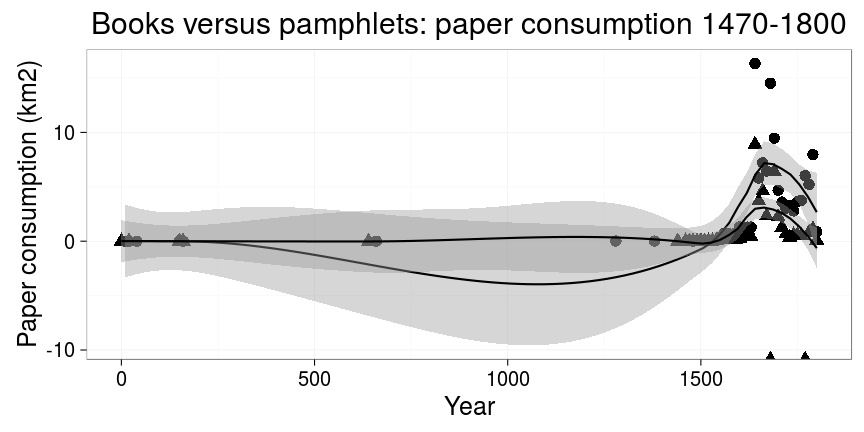 Books versus pamphlets: paper consumption 1470-1800
Paper consumption (km2)
10
0
-10
0 500 1000 1500
Year